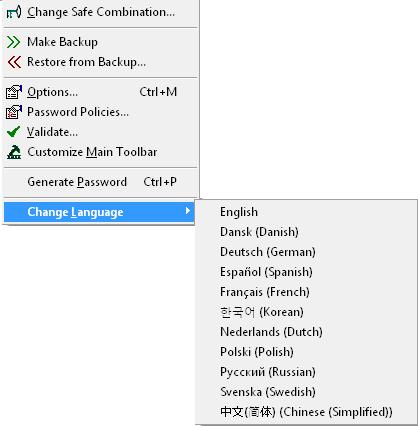 Change Safe Combination...
Make Backup
Restore from Backup...
Options... Ctrl+M
Password Policies...
Validate...
Customize Main Toolbar
Generate Password Ctrl+P
Change Language
English
Dansk (Danish)
Deutsch (German)
Español (Spanish)
Français (French)
한국어 (Korean)
Nederlands (Dutch)
Polski (Polish)
Русский (Russian)
Svenska (Swedish)
中文(简体) (Chinese (Simplified))